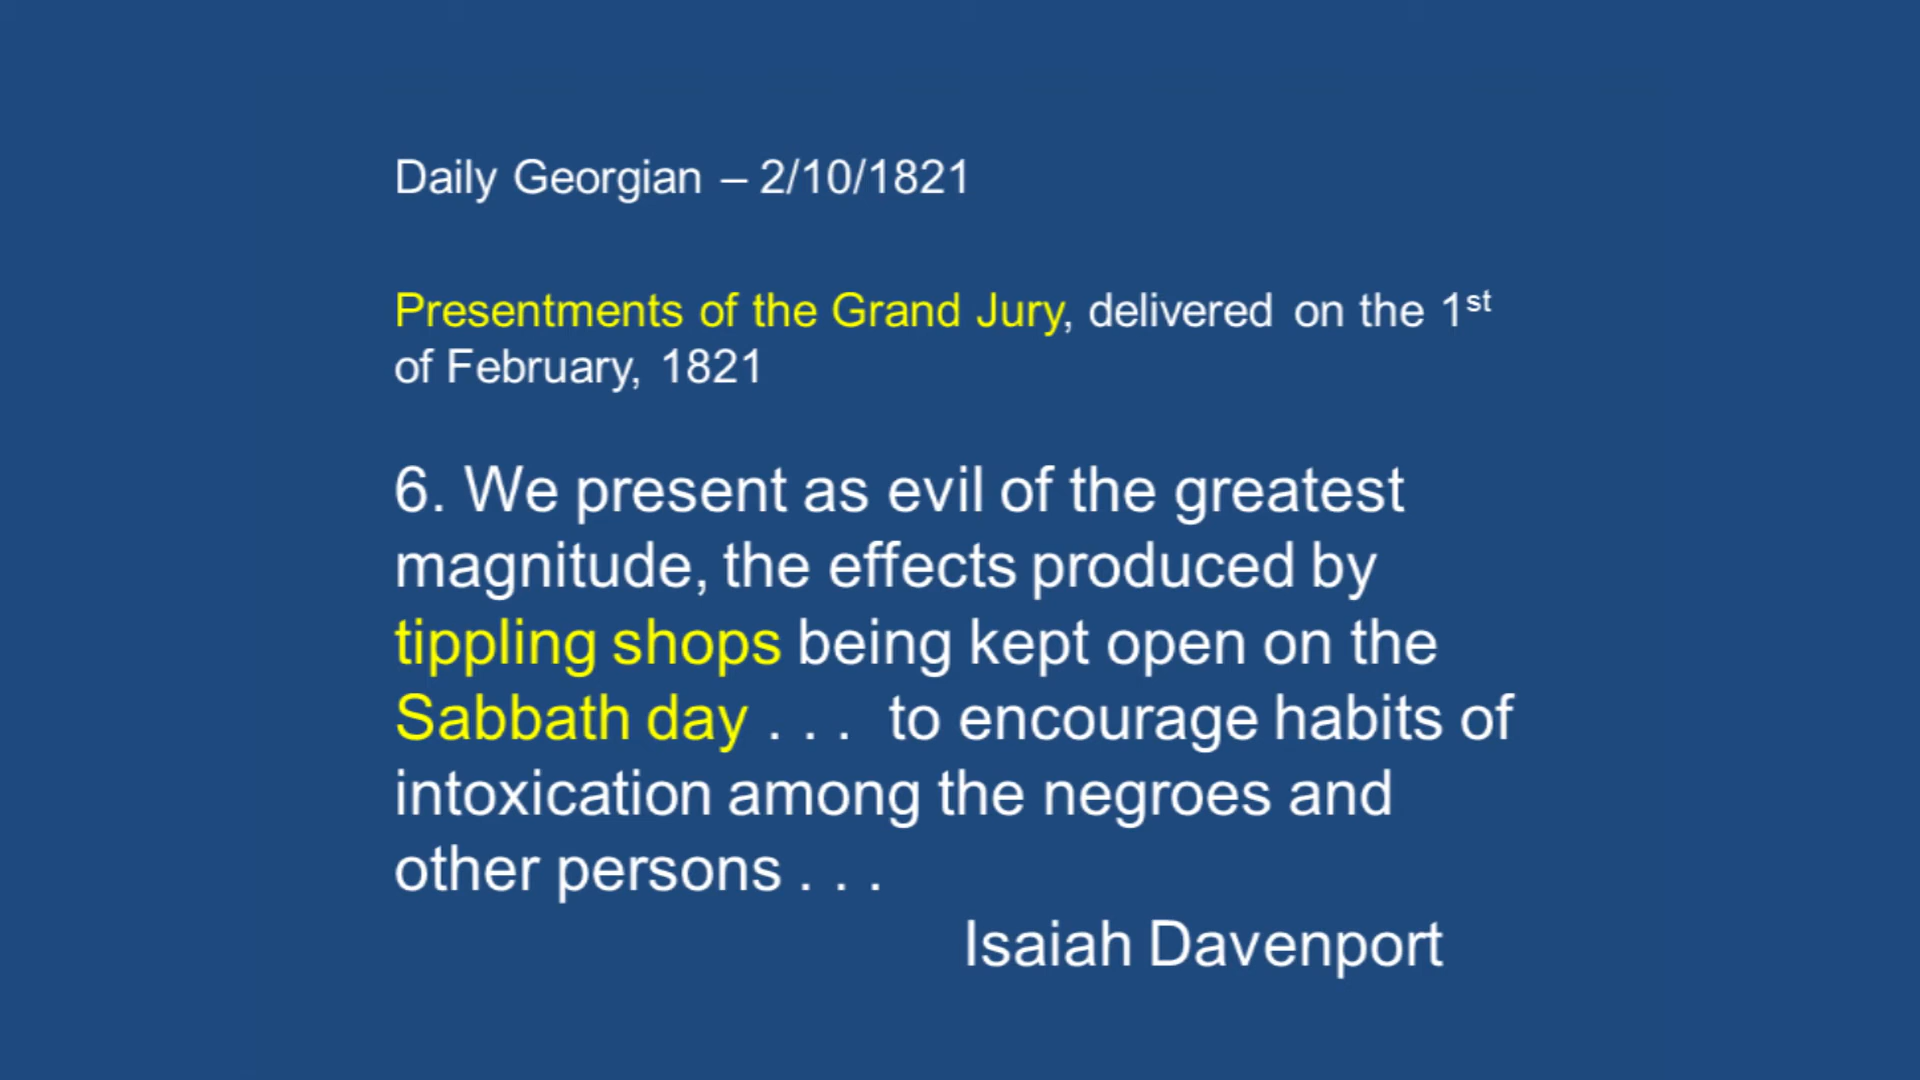 Daily Georgian – 2/10/1821
Presentments of the Grand Jury, delivered on the 1st
of February, 1821
6. We present as evil of the greatest
magnitude, the effects produced by
tippling shops being kept open on the
Sabbath day . . . to encourage habits of
intoxication among the negroes and
other persons . . .
Isaiah Davenport